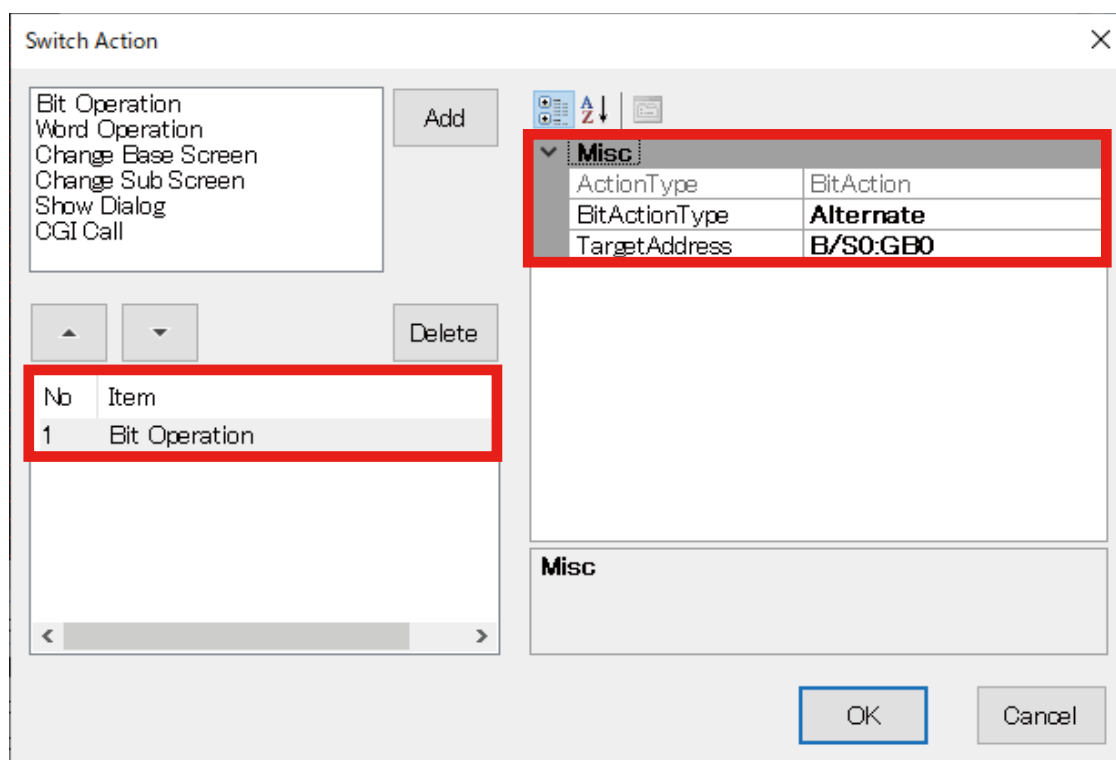 Switch Action
Bit Operation
Word Operation
Change Base Screen
Change Sub Screen
Show Dialog
CGI Call
Add
Delete
No Item
1 Bit Operation
Misc
ActionType BitAction
BitActionType Alternate
TargetAddress B/S0:GB0
Misc
OK Cancel